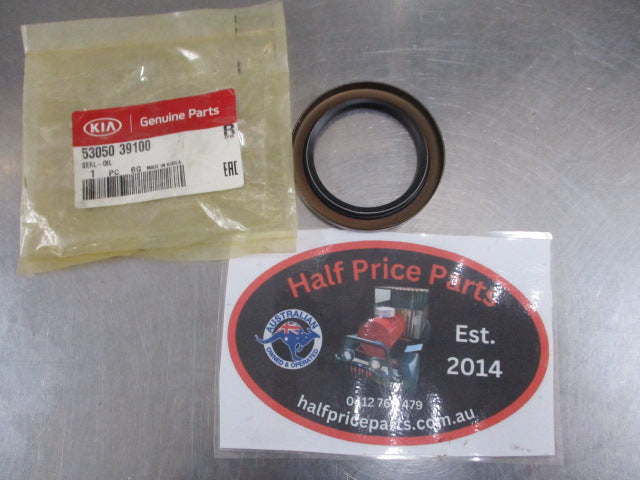 KIA Genuine Parts
53050 39100
SEAL-OIL
1 PC BG MADE IN KOREA
R
EAC
Half Price Parts
AUSTRALIAN
OWNED & OPERATED
Est.
2014
halfpriceparts.com.au